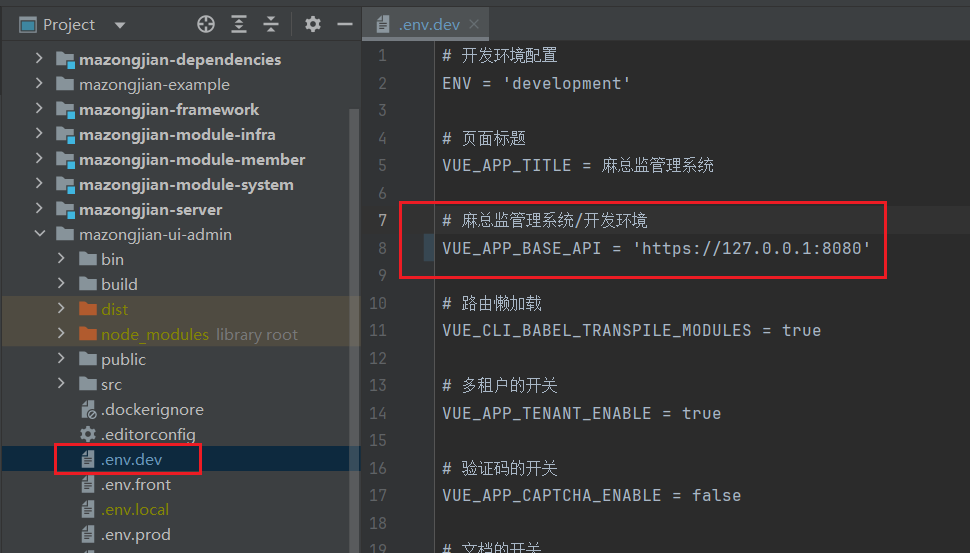 Project
.env.dev
mazongjian-dependencies
mazongjian-example
mazongjian-framework
mazongjian-module-infra
mazongjian-module-member
mazongjian-module-system
mazongjian-server
mazongjian-ui-admin
bin
build
dist
node_modules library root
public
src
.dockerignore
.editorconfig
.env.dev
.env.front
.env.local
.env.prod
1 # 开发环境配置
2 ENV = 'development'
3
4 # 页面标题
5 VUE_APP_TITLE = 麻总监管理系统
6
7 # 麻总监管理系统/开发环境
8 VUE_APP_BASE_API = 'https://127.0.0.1:8080'
9
10 # 路由懒加载
11 VUE_CLI_BABEL_TRANSPILE_MODULES = true
12
13 # 多租户的开关
14 VUE_APP_TENANT_ENABLE = true
15
16 # 验证码的开关
17 VUE_APP_CAPTCHA_ENABLE = false
18
19 # 文档的开关